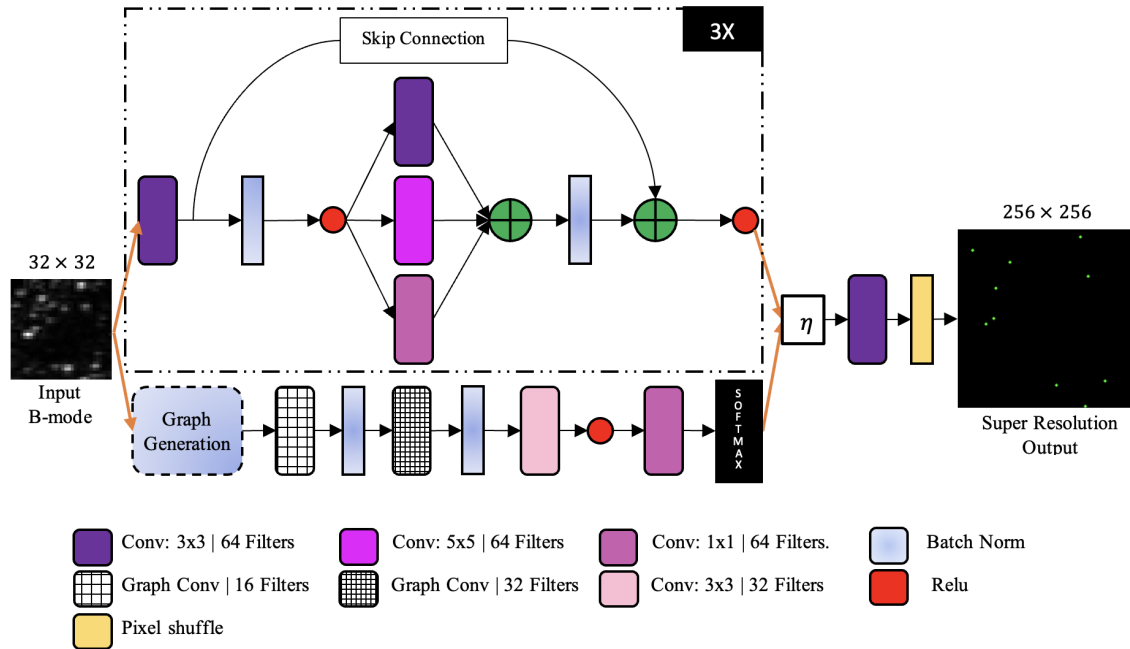 3X
Skip Connection
32 × 32
Input
B-mode
256 × 256
η
Super Resolution
Output
Graph
Generation
SOFTMAX
Conv: 3x3 | 64 Filters
Conv: 5x5 | 64 Filters
Conv: 1x1 | 64 Filters.
Batch Norm
Graph Conv | 16 Filters
Graph Conv | 32 Filters
Conv: 3x3 | 32 Filters
Relu
Pixel shuffle